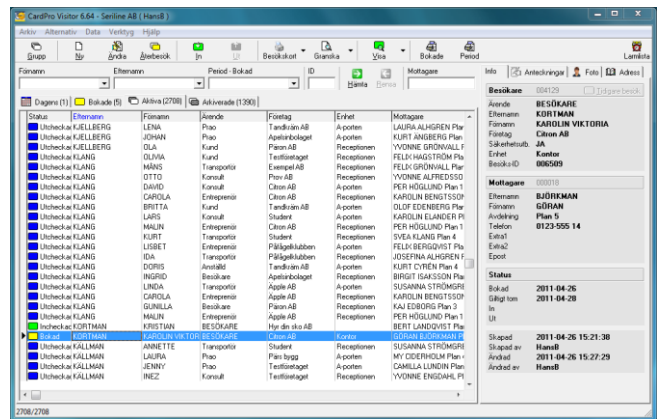 CardPro Visitor 6.64 - Seriline AB ( HansB )
Arkiv Alternativ Data Verktyg Hjälp
Grupp Ny Ändra Återbesök In Ut Besökskort Granska Visa Bokade Period Larmlista
Förnamn Efternamn Period - Bokad ID Hämta Rensa Mottagare
Dagens (1) Bokade (5) Aktiva (2708) Arkiverade (1390)
Status Efternamn Förnamn Ärende Företag Enhet Mottagare
Utcheckad KJELLBERG LENA Prao Tandkräm AB A-porten LAURA ALHGREN Plan
Utcheckad KJELLBERG JOHAN Prao Apelsinbolaget A-porten KURT ÄNGBERG Plan
Utcheckad KLANG OLA Kund Päron AB Receptionen YVONNE GRÖNVALL F
Utcheckad KLANG OLIVIA Kund Testföretaget Receptionen FELIX HAGSTRÖM Pla
Utcheckad KLANG MÅNS Transportör Exempel AB A-porten FELIX GRÖNVALL Plan
Utcheckad KLANG OTTO Konsult Prov AB Receptionen YVONNE ALFREDSSO
Utcheckad KLANG DAVID Konsult Citron AB A-porten PER HÖGLUND Plan 1
Utcheckad KLANG CAROLA Entreprenör Citron AB Receptionen KAROLIN BENGTSSON
Utcheckad KLANG BRITTA Kund Tandkräm AB A-porten OLOF EDENBERG Plan
Utcheckad KLANG LARS Konsult Student A-porten KAROLIN ELANDER Pl
Utcheckad KLANG MALIN Entreprenör Citron AB Receptionen PER HÖGLUND Plan 1
Utcheckad KLANG KURT Transportör Student Receptionen SVEA KLANG Plan 4
Utcheckad KLANG LISBET Entreprenör Påfågelklubben Receptionen FELIX BERGQVIST Pla
Utcheckad KLANG IDA Transportör Påfågelklubben A-porten JOSEFINA ALHGREN F
Utcheckad KLANG DORIS Anställd Tandkräm AB A-porten KURT CYRÉN Plan 4
Utcheckad KLANG INGRID Besökare Apelsinbolaget A-porten BIRGIT ISAKSSON Plan
Utcheckad KLANG LINDA Transportör Apple AB A-porten SUSANNA STRÖMGRE
Utcheckad KLANG CAROLA Entreprenör Apple AB A-porten KAROLIN BENGTSSON
Utcheckad KLANG GUNILLA Besökare Päron AB Receptionen KAJ EDBORG Plan 3
Utcheckad KLANG MALIN Entreprenör Apple AB Receptionen PER HÖGLUND Plan 1
Incheckad KORTMAN KRISTIAN BESÖKARE Hyr din sko AB BERT LANDQVIST Pla
Bokad KORTMAN KAROLIN VIKTOR BESÖKARE Citron AB Kontor GÖRAN BJÖRKMAN P
Utcheckad KÄLLMAN ANNETTE Transportör Student Receptionen SUSANNA STRÖMGRE
Utcheckad KÄLLMAN LAURA Prao Pärs bygg A-porten MY CIDERHOLM Plan
Utcheckad KÄLLMAN JENNY Prao Testföretaget A-porten CAMILLA LUNDIN Plan
Utcheckad KÄLLMAN INEZ Konsult Testföretaget Receptionen YVONNE ENGDAHL Pl
2708/2708
Info Anteckningar Foto Adress
Besökare 004129 Tidigare besök
Ärende BESÖKARE
Efternamn KORTMAN
Förnamn KAROLIN VIKTORIA
Företag Citron AB
Säkerhetsutb. JA
Enhet Kontor
Besöks-ID 006509
Mottagare 000018
Efternamn BJÖRKMAN
Förnamn GÖRAN
Avdelning Plan 5
Telefon 0123-555 14
Extra1
Extra2
Epost
Status
Bokad 2011-04-26
Giltigt tom 2011-04-28
In
Ut
Skapad 2011-04-26 15:21:38
Skapad av HansB
Ändrad 2011-04-26 15:27:29
Ändrad av HansB